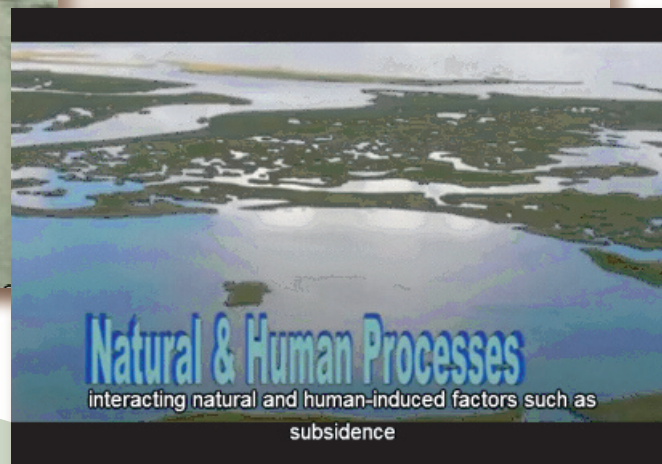 Natural & Human Processes
interacting natural and human-induced factors such as
subsidence